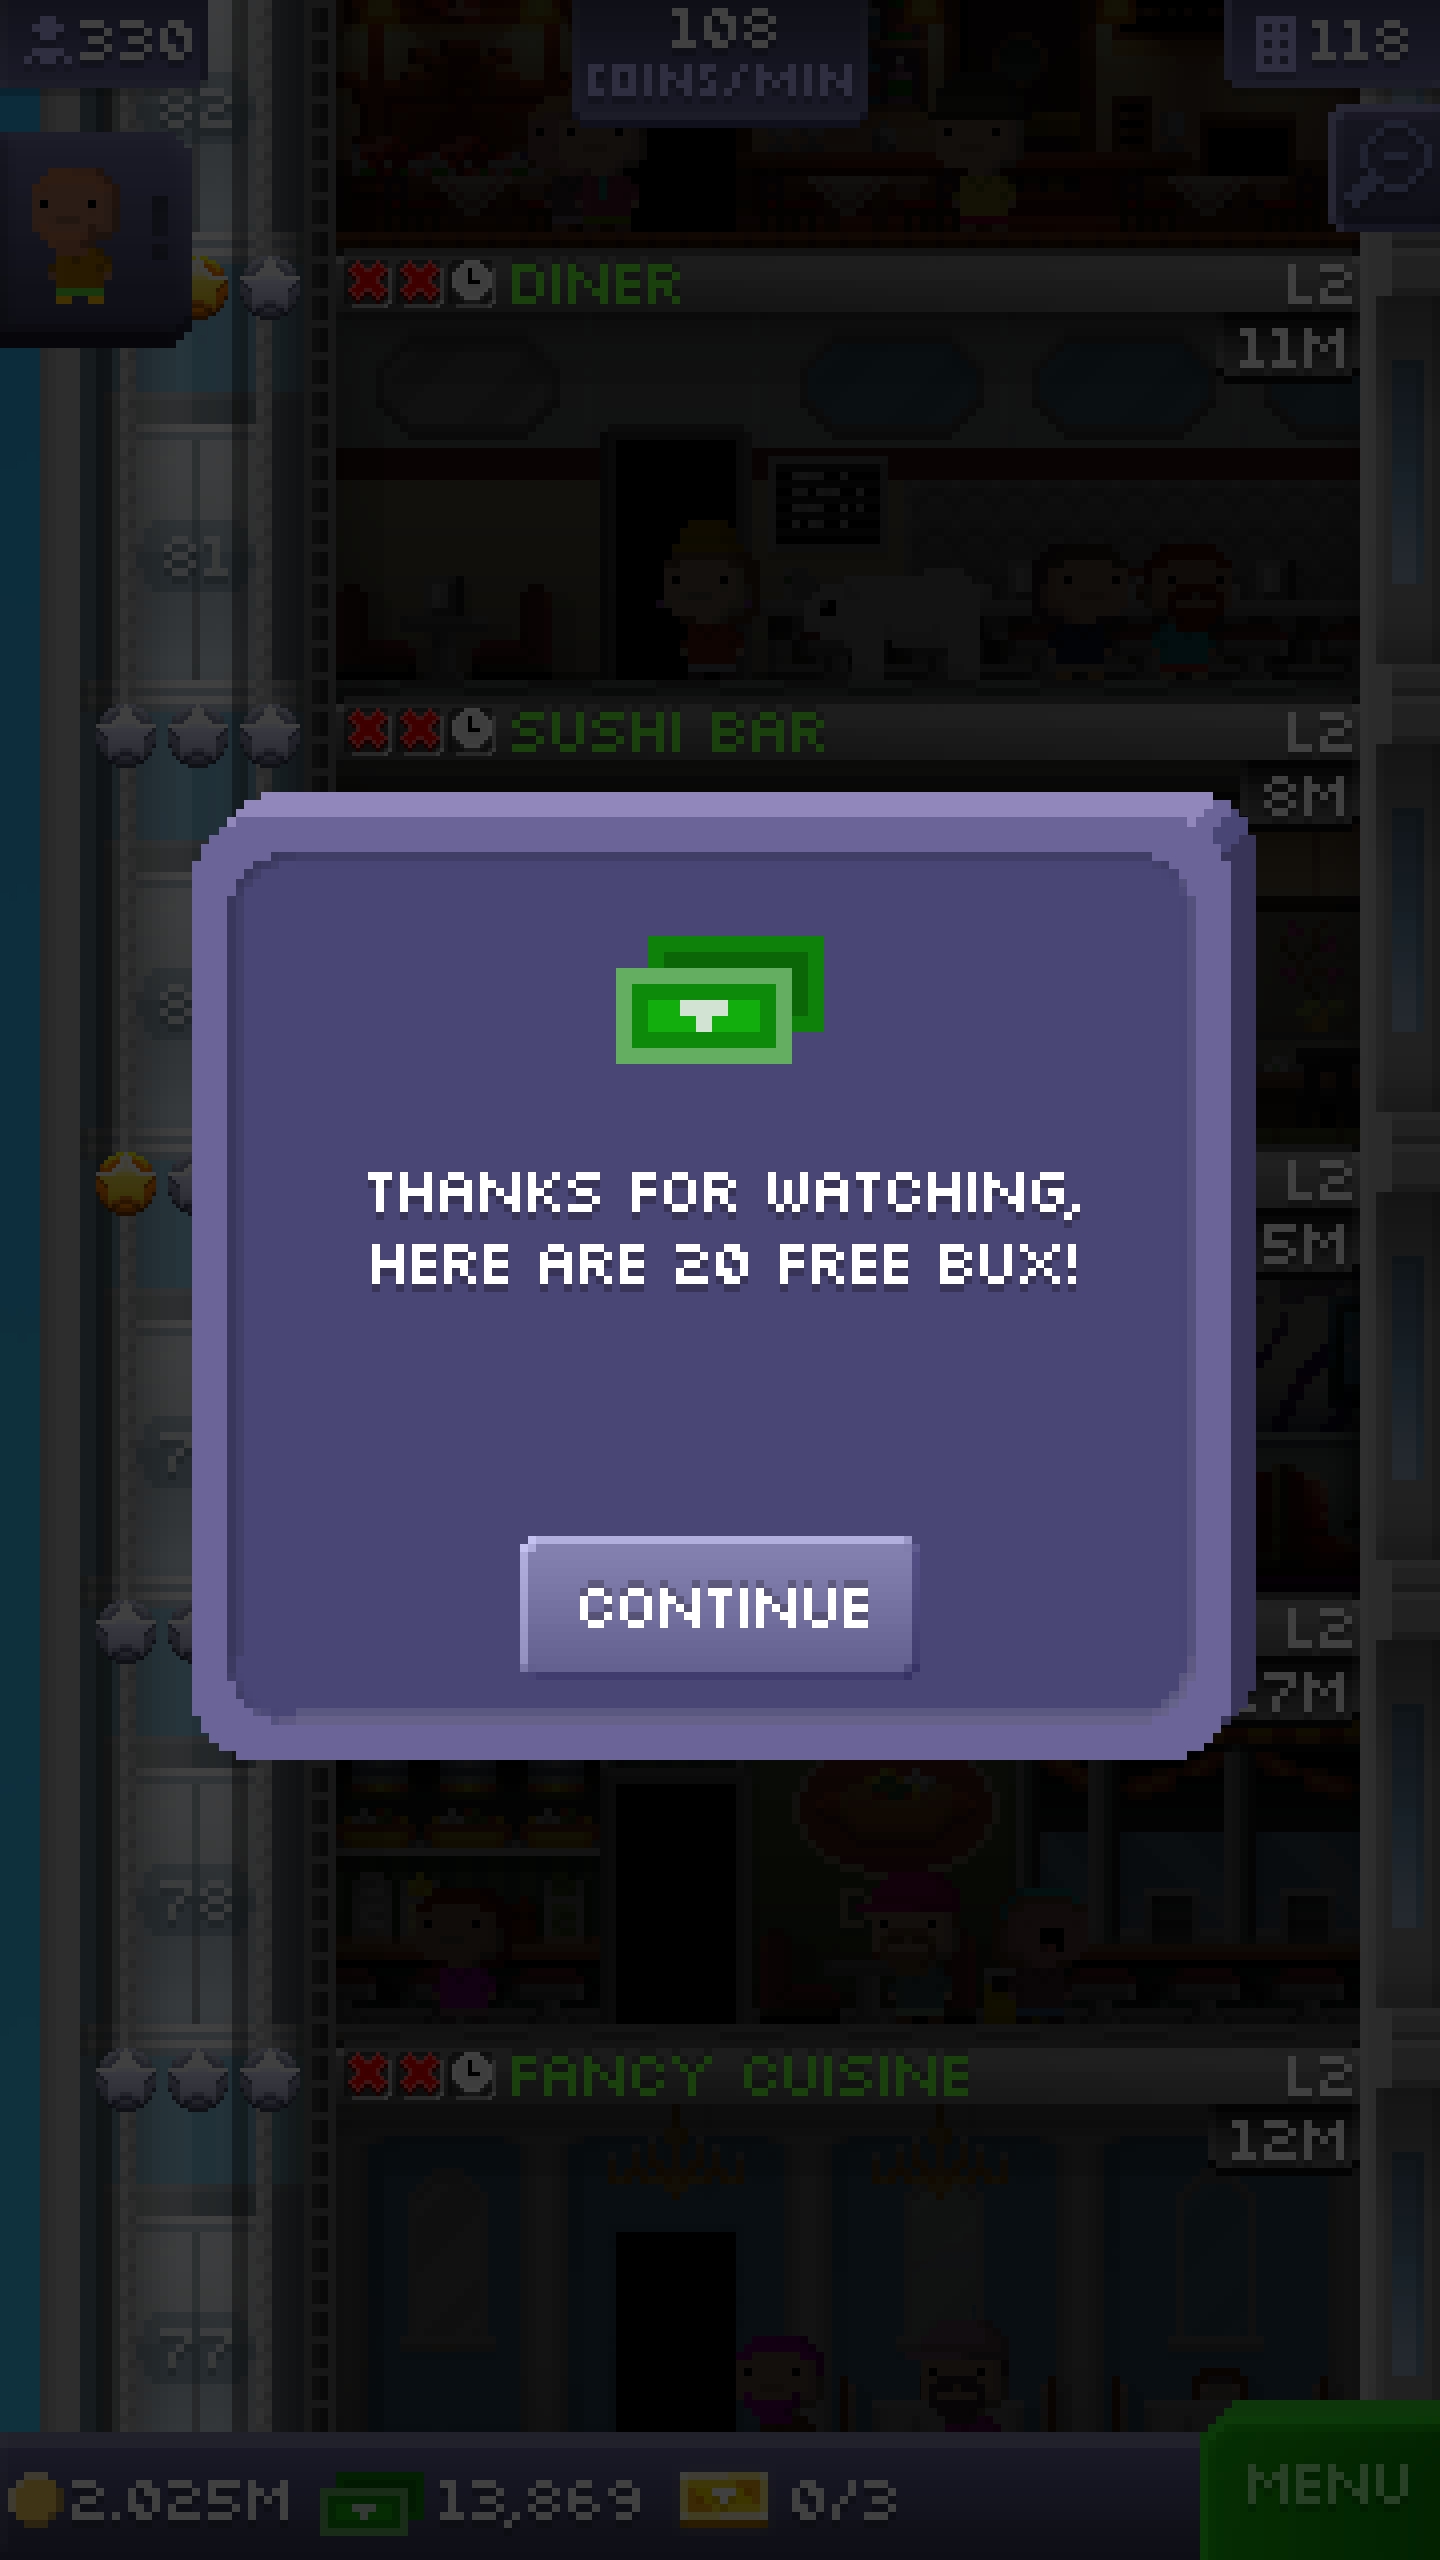 330
108
COINS/MIN
118
82
DINER
L2
11M
81
SUSHI BAR
L2
8M
THANKS FOR WATCHING,
HERE ARE 20 FREE BUX!
L2
5M
CONTINUE
L2
7M
78
FANCY CUISINE
L2
12M
77
2.025M
13,869
0/3
MENU